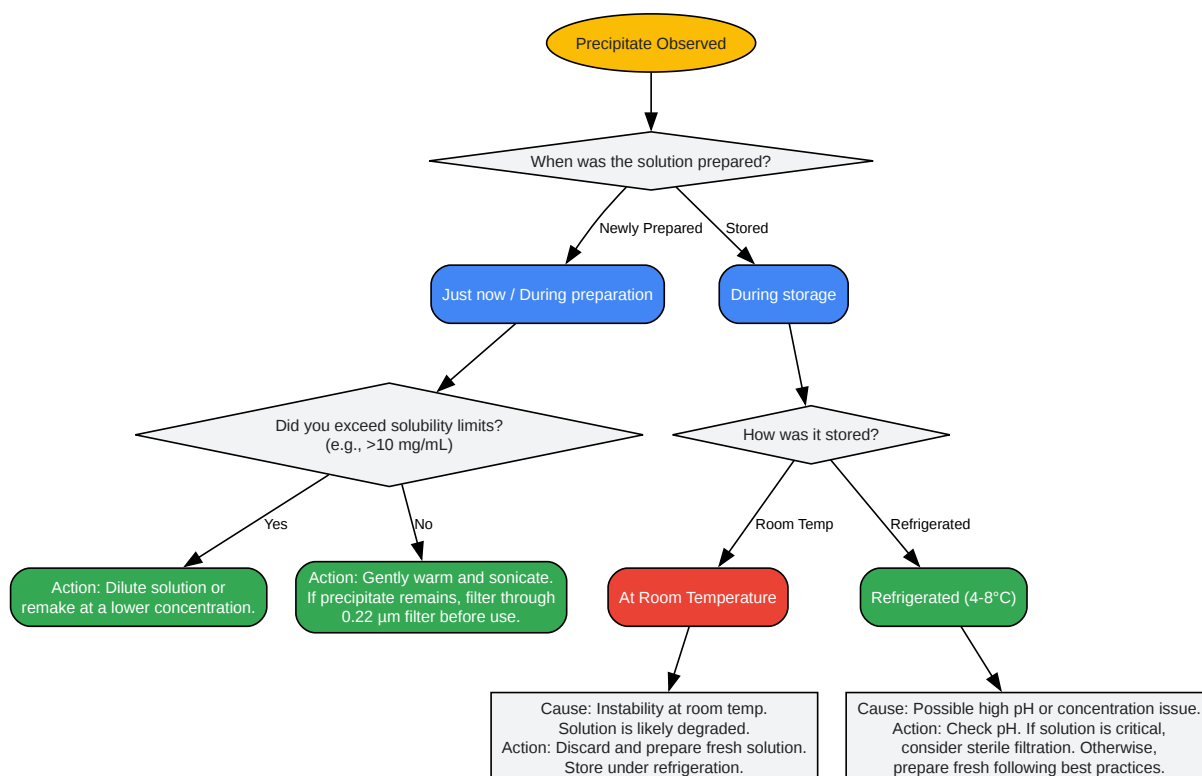 Precipitate Observed
When was the solution prepared?
Newly Prepared
Stored
Just now / During preparation
During storage
Did you exceed solubility limits?
(e.g., >10 mg/mL)
How was it stored?
Yes
No
Room Temp
Refrigerated
Action: Dilute solution or
remake at a lower concentration.
Action: Gently warm and sonicate.
If precipitate remains, filter through
0.22 µm filter before use.
At Room Temperature
Refrigerated (4-8°C)
Cause: Instability at room temp.
Solution is likely degraded.
Action: Discard and prepare fresh solution.
Store under refrigeration.
Cause: Possible high pH or concentration issue.
Action: Check pH. If solution is critical,
consider sterile filtration. Otherwise,
prepare fresh following best practices.